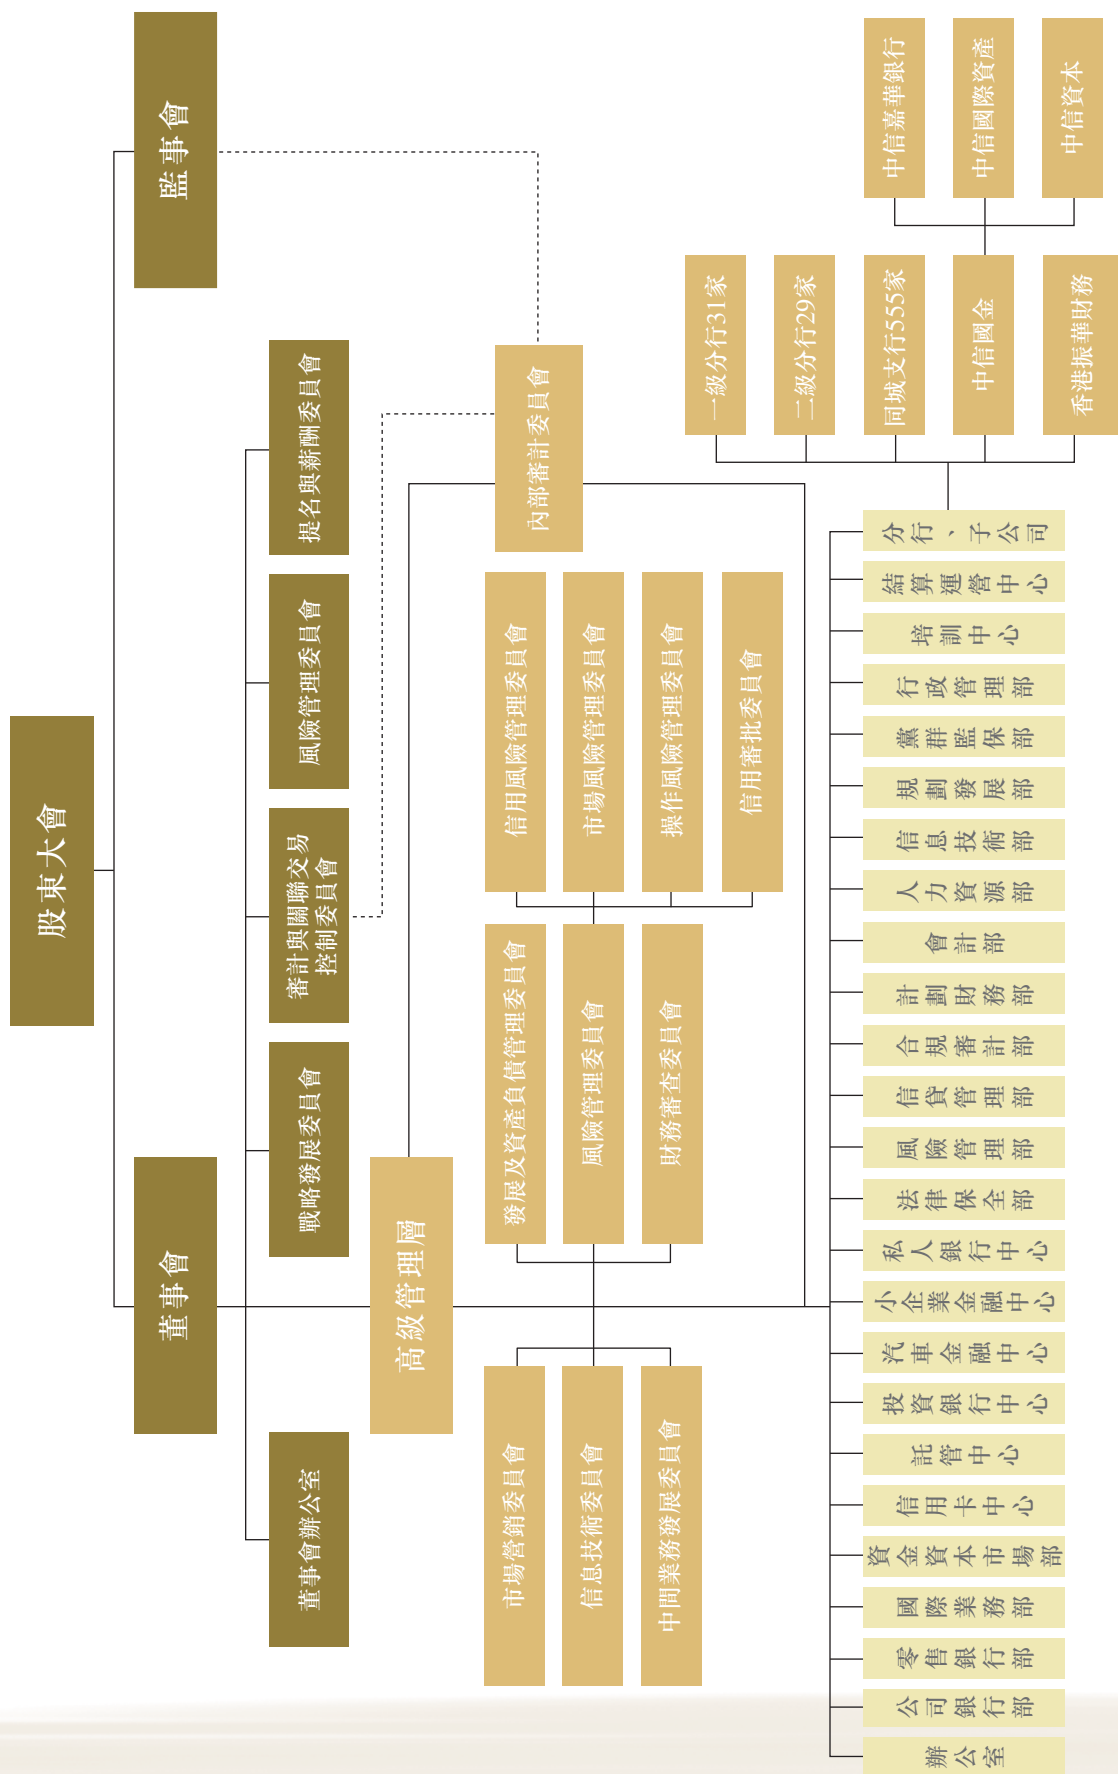 股東大會
董事會
監事會
董事會辦公室
戰略發展委員會
審計與關聯交易
控制委員會
風險管理委員會
提名與薪酬委員會
高級管理層
內部審計委員會
市場營銷委員會
信息技術委員會
中間業務發展委員會
發展及資產負債管理委員會
風險管理委員會
財務審查委員會
信用風險管理委員會
市場風險管理委員會
操作風險管理委員會
信用審批委員會
辦公室
公司銀行部
零售銀行部
國際業務部
資金資本市場部
信用卡中心
託管中心
投資銀行中心
汽車金融中心
小企業金融中心
私人銀行中心
法律保全部
風險管理部
信貸管理部
合規審計部
計劃財務部
會計部
人力資源部
信息技術部
規劃發展部
黨群監保部
行政管理部
培訓中心
結算運營中心
分行、子公司
一級分行31家
二級分行29家
同城支行555家
中信國金
香港振華財務
中信嘉華銀行
中信國際資產
中信資本